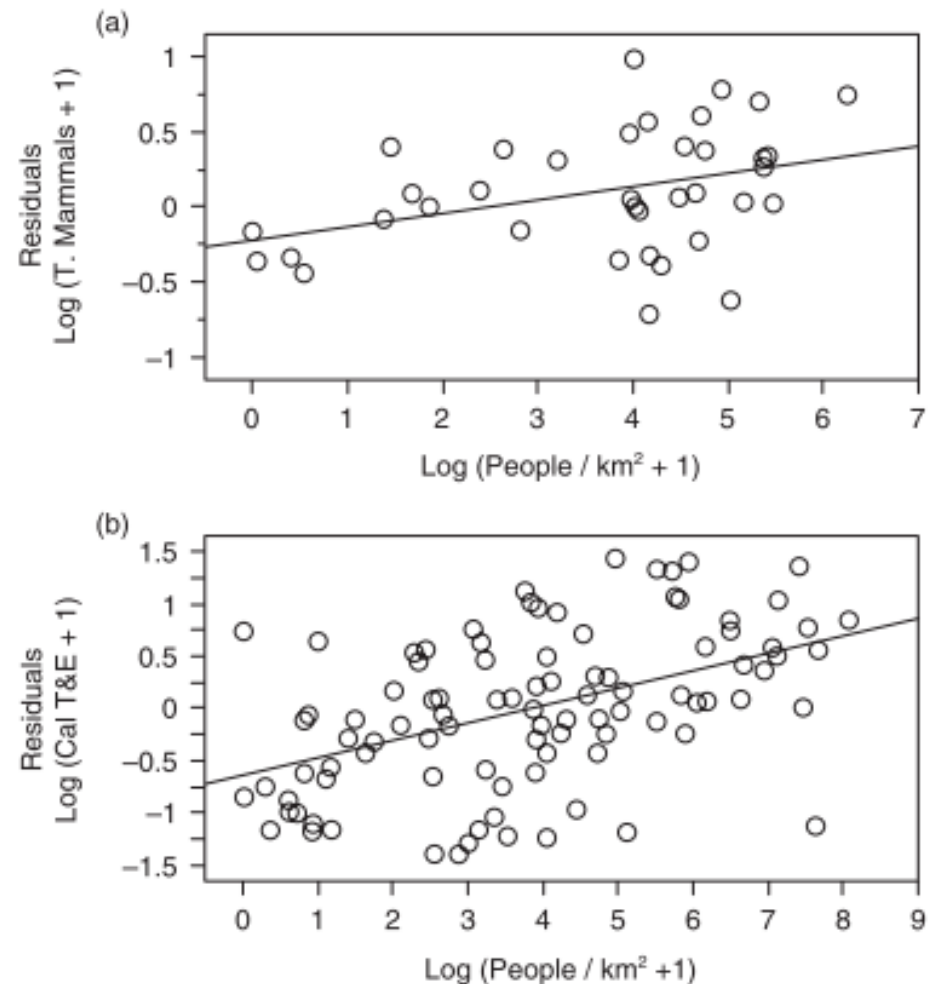 (a)
Residuals
Log (T. Mammals + 1)
1
0.5
0
−0.5
−1
0 1 2 3 4 5 6 7
Log (People / km² + 1)
(b)
Residuals
Log (Cal T&E + 1)
1.5
1
0.5
0
−0.5
−1
−1.5
0 1 2 3 4 5 6 7 8 9
Log (People / km² +1)